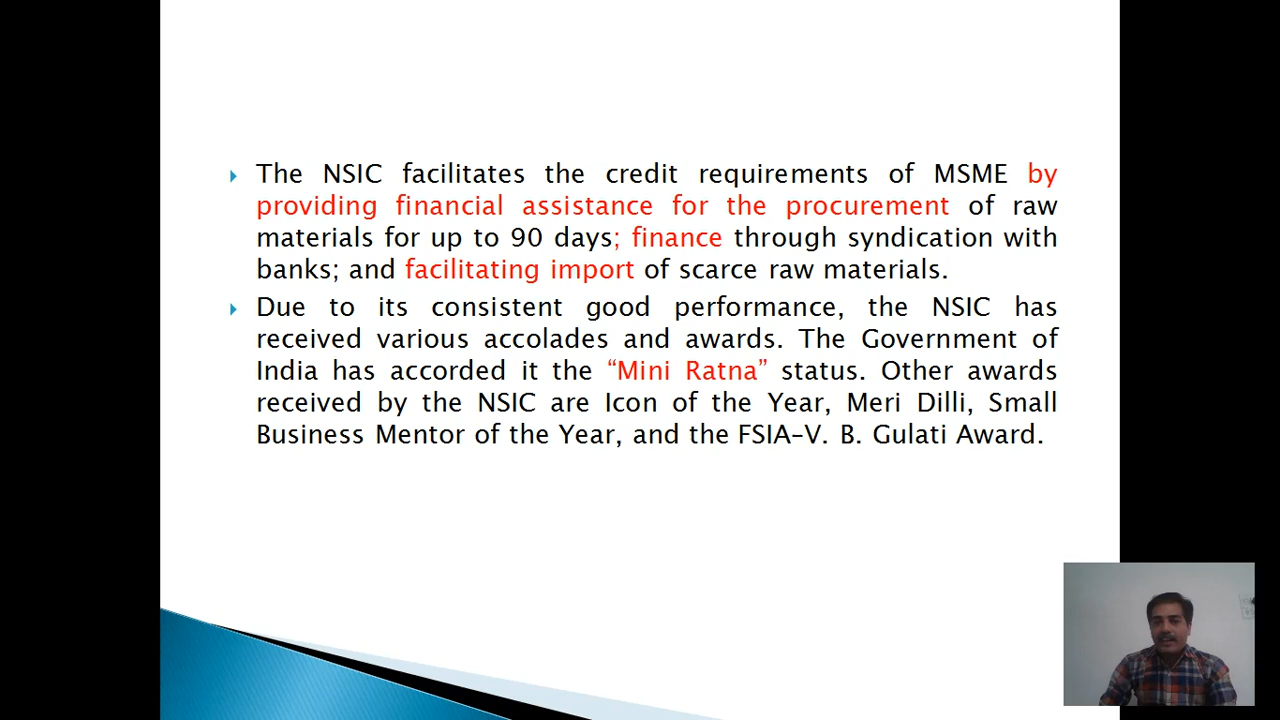 The NSIC facilitates the credit requirements of MSME by
providing financial assistance for the procurement of raw
materials for up to 90 days; finance through syndication with
banks; and facilitating import of scarce raw materials.
Due to its consistent good performance, the NSIC has
received various accolades and awards. The Government of
India has accorded it the “Mini Ratna” status. Other awards
received by the NSIC are Icon of the Year, Meri Dilli, Small
Business Mentor of the Year, and the FSIA–V. B. Gulati Award.